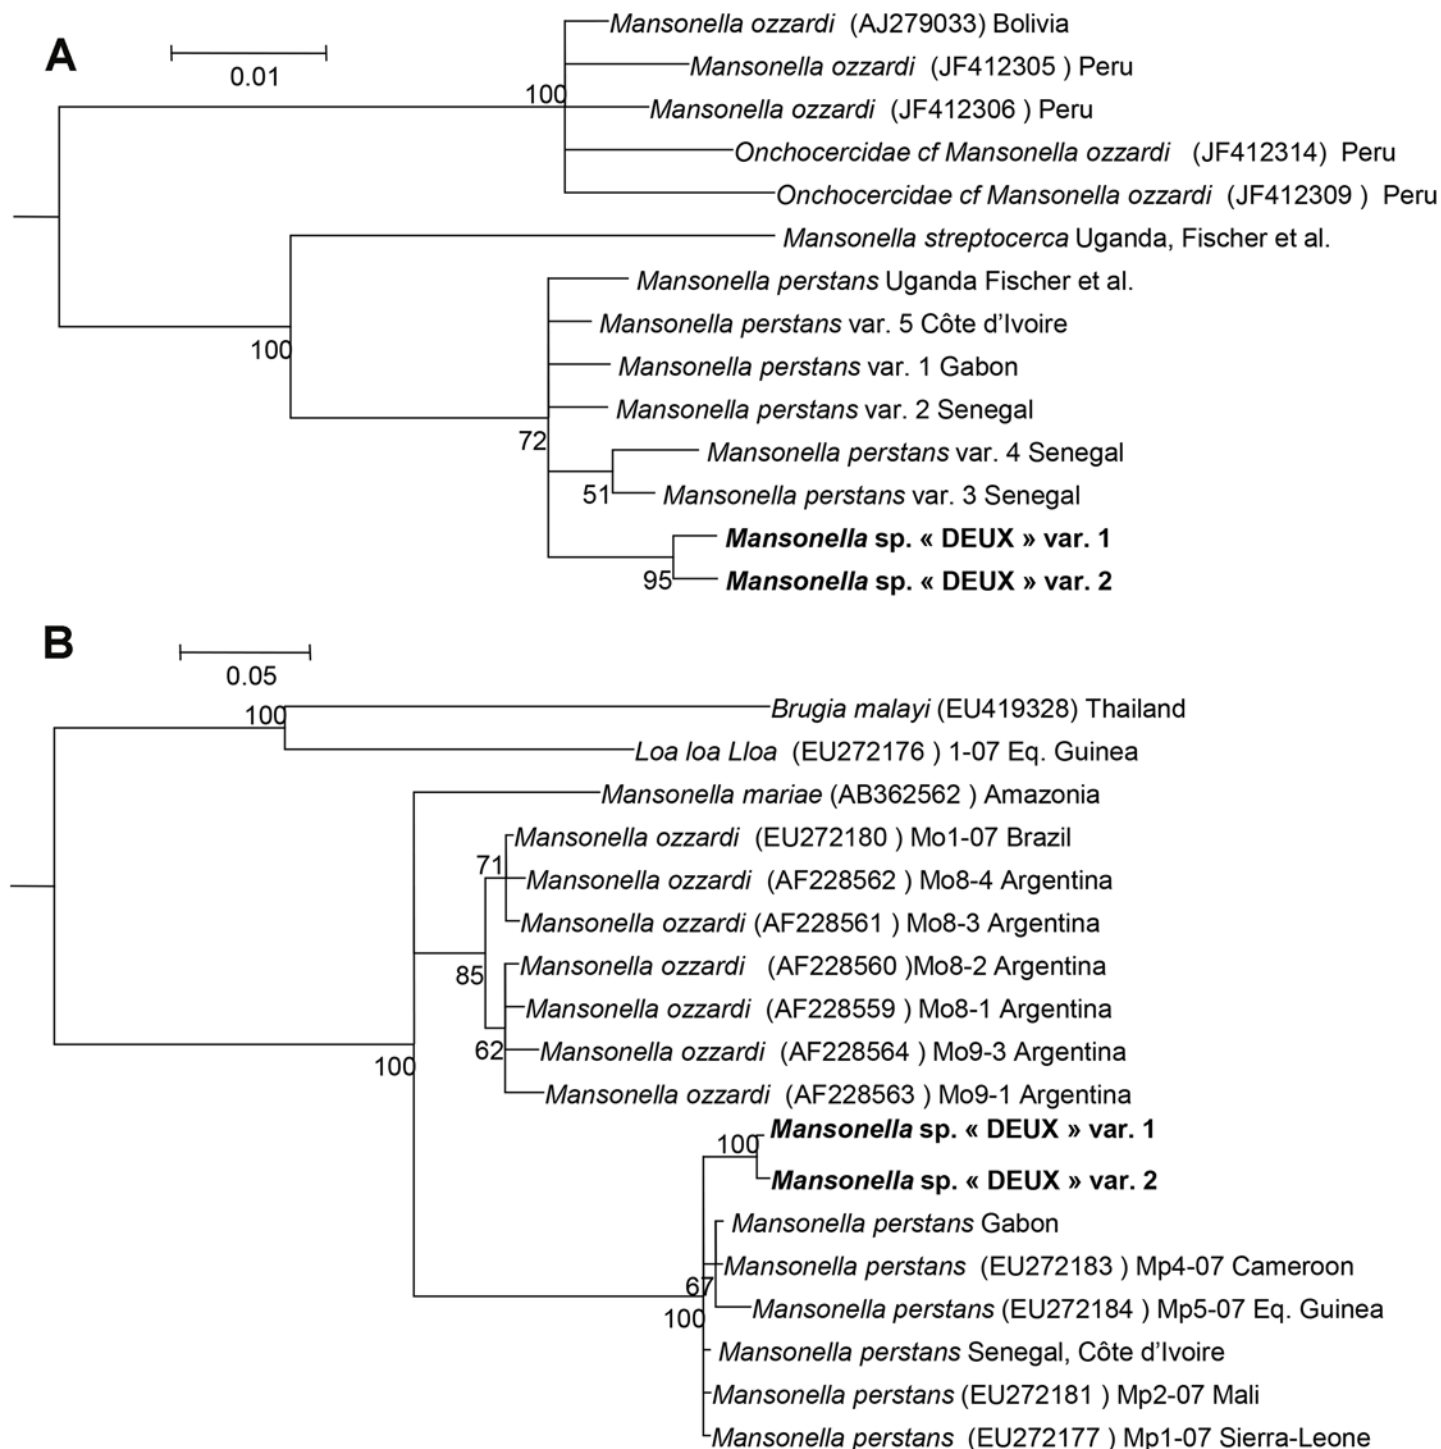 A
0.01
Mansonella ozzardi (AJ279033) Bolivia
Mansonella ozzardi (JF412305 ) Peru
100
Mansonella ozzardi (JF412306 ) Peru
Onchocercidae cf Mansonella ozzardi (JF412314) Peru
Onchocercidae cf Mansonella ozzardi (JF412309 ) Peru
Mansonella streptocerca Uganda, Fischer et al.
Mansonella perstans Uganda Fischer et al.
Mansonella perstans var. 5 Côte d’Ivoire
100
Mansonella perstans var. 1 Gabon
Mansonella perstans var. 2 Senegal
72
Mansonella perstans var. 4 Senegal
51
Mansonella perstans var. 3 Senegal
Mansonella sp. « DEUX » var. 1
95
Mansonella sp. « DEUX » var. 2
B
0.05
100
Brugia malayi (EU419328) Thailand
Loa loa Lloa (EU272176 ) 1-07 Eq. Guinea
Mansonella mariae (AB362562 ) Amazonia
Mansonella ozzardi (EU272180 ) Mo1-07 Brazil
71
Mansonella ozzardi (AF228562 ) Mo8-4 Argentina
Mansonella ozzardi (AF228561 ) Mo8-3 Argentina
Mansonella ozzardi (AF228560 )Mo8-2 Argentina
85
Mansonella ozzardi (AF228559 ) Mo8-1 Argentina
62
Mansonella ozzardi (AF228564 ) Mo9-3 Argentina
100
Mansonella ozzardi (AF228563 ) Mo9-1 Argentina
Mansonella sp. « DEUX » var. 1
100
Mansonella sp. « DEUX » var. 2
Mansonella perstans Gabon
Mansonella perstans (EU272183 ) Mp4-07 Cameroon
67
Mansonella perstans (EU272184 ) Mp5-07 Eq. Guinea
100
Mansonella perstans Senegal, Côte d’Ivoire
Mansonella perstans (EU272181 ) Mp2-07 Mali
Mansonella perstans (EU272177 ) Mp1-07 Sierra-Leone